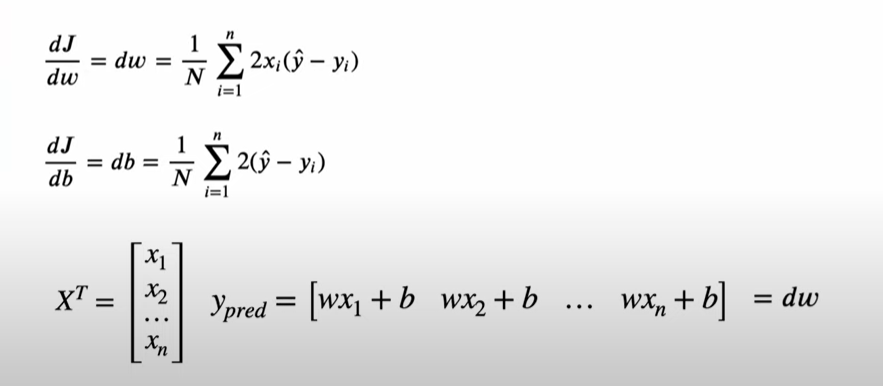 dJ/dw = dw = 1/N ∑_{i=1}^{n} 2x_i(ŷ − y_i)
dJ/db = db = 1/N ∑_{i=1}^{n} 2(ŷ − y_i)
X^T = [x_1 x_2 ... x_n] y_pred = [wx_1 + b wx_2 + b ... wx_n + b] = dw